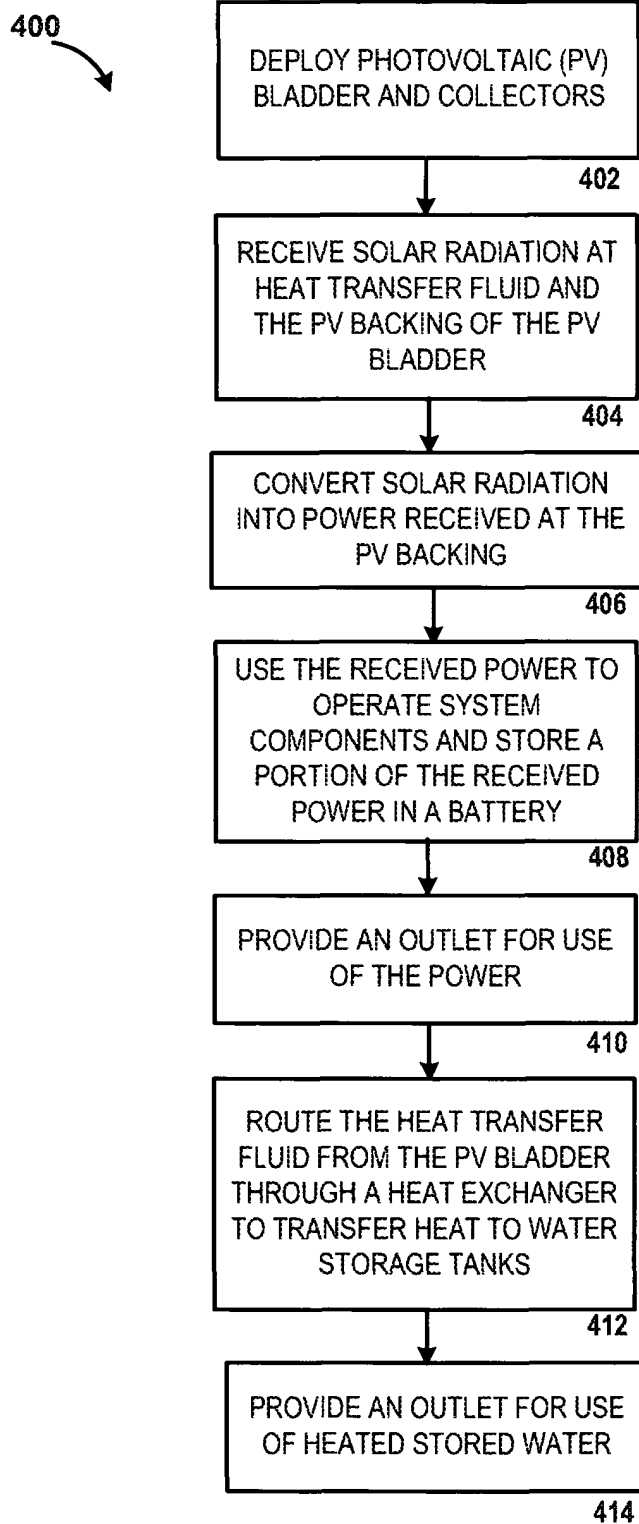 400
DEPLOY PHOTOVOLTAIC (PV)
BLADDER AND COLLECTORS
402
RECEIVE SOLAR RADIATION AT
HEAT TRANSFER FLUID AND
THE PV BACKING OF THE PV
BLADDER
404
CONVERT SOLAR RADIATION
INTO POWER RECEIVED AT THE
PV BACKING
406
USE THE RECEIVED POWER TO
OPERATE SYSTEM
COMPONENTS AND STORE A
PORTION OF THE RECEIVED
POWER IN A BATTERY
408
PROVIDE AN OUTLET FOR USE
OF THE POWER
410
ROUTE THE HEAT TRANSFER
FLUID FROM THE PV BLADDER
THROUGH A HEAT EXCHANGER
TO TRANSFER HEAT TO WATER
STORAGE TANKS
412
PROVIDE AN OUTLET FOR USE
OF HEATED STORED WATER
414